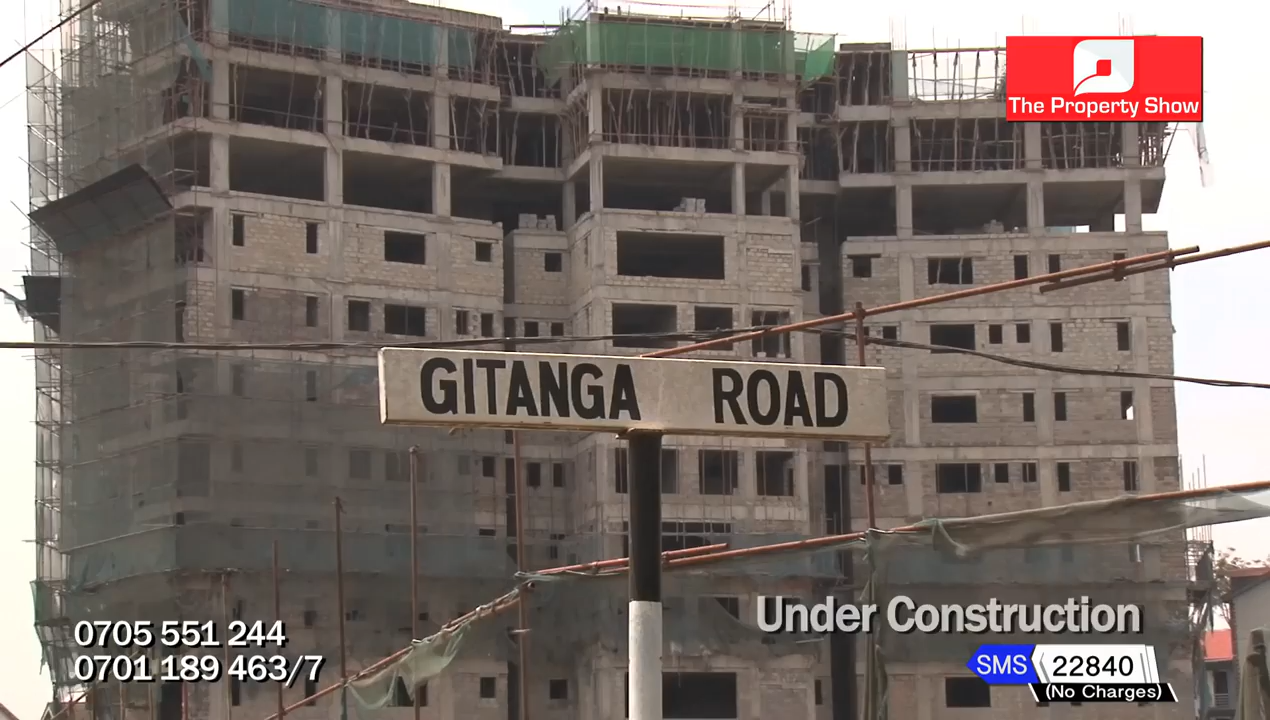 The Property Show
GITANGA ROAD
Under Construction
0705 551 244
0701 189 463/7
SMS 22840
(No Charges)